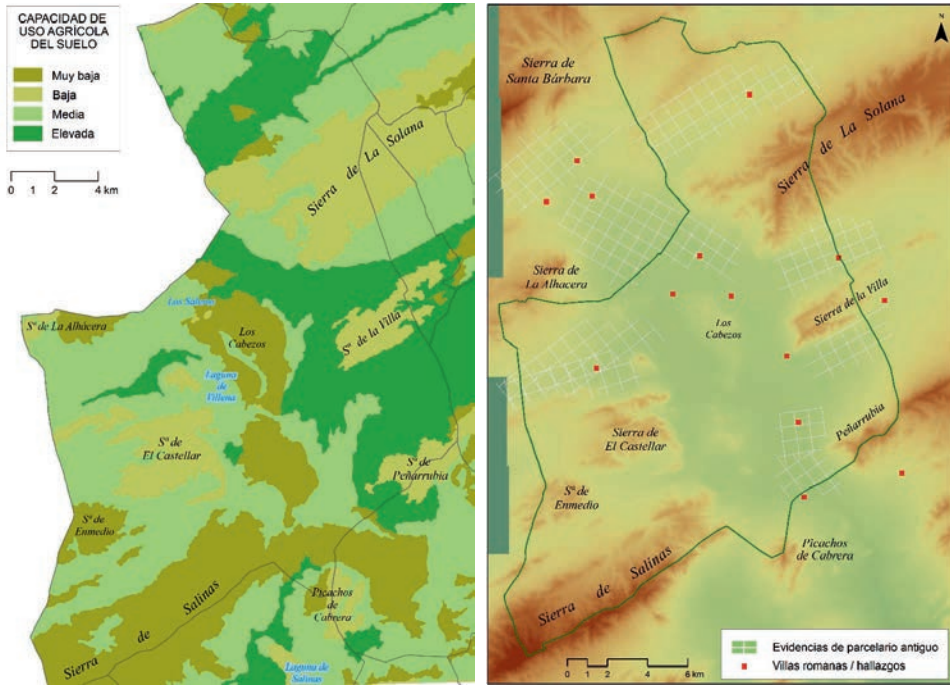 CAPACIDAD DE
USO AGRÍCOLA
DEL SUELO
Muy baja
Baja
Media
Elevada
0 1 2 4 km
Sierra de La Solana
Los Saleros
Sª de La Alhácera
Los
Cabezos
Sª de la Villa
Laguna
de
Villena
Sª de
El Castellar
Sª de
Peñarrubia
Sª de
Enmedio
Sierra de Salinas
Picachos
de
Cabrera
Laguna de
Salinas
N
Sierra de
Santa Bárbara
Sierra de La Solana
Sierra de
La Alhacera
Sierra de la Villa
Los
Cabezos
Sierra de
El Castellar
Peñarrubia
Sª de
Enmedio
Picachos
de Cabrera
Sierra de Salinas
0 1 2 4 6 km
Evidencias de parcelario antiguo
Villas romanas / hallazgos